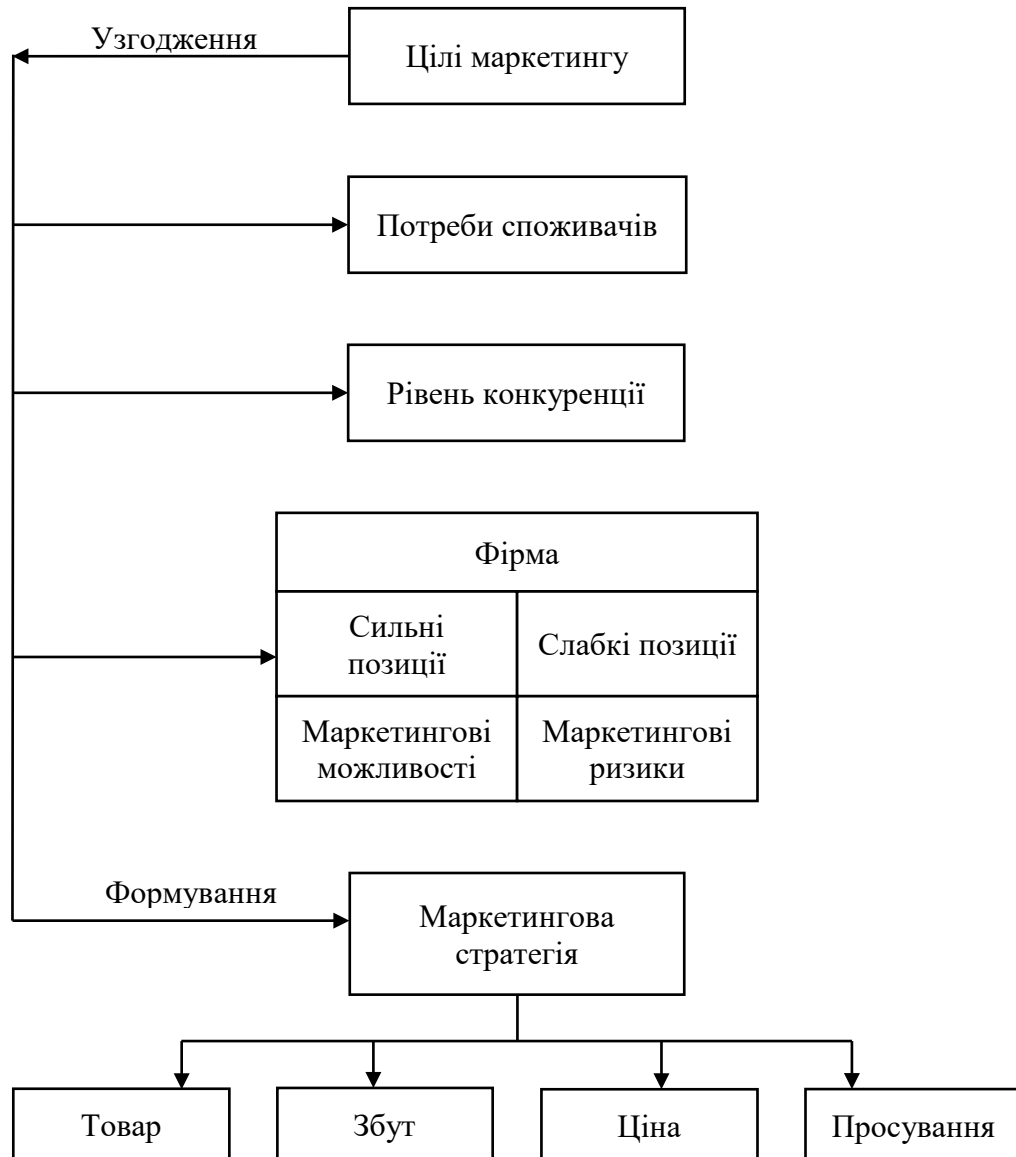 Узгодження
Цілі маркетингу
Потреби споживачів
Рівень конкуренції
Фірма
Сильні
позиції
Слабкі позиції
Маркетингові
можливості
Маркетингові
ризики
Формування
Маркетингова
стратегія
Товар
Збут
Ціна
Просування